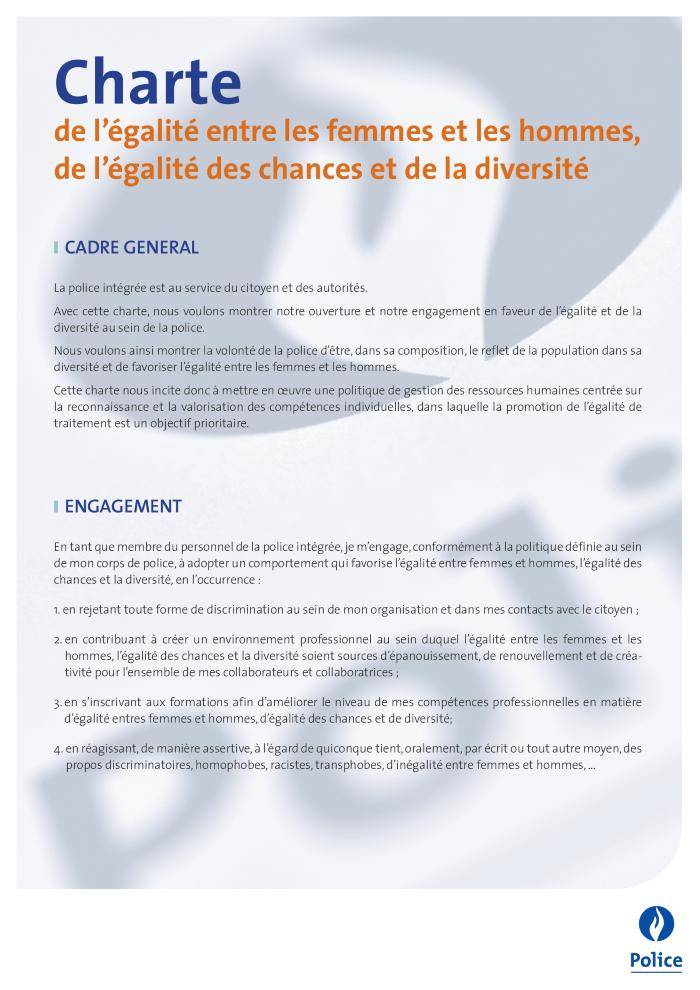 Charte
de l’égalité entre les femmes et les hommes,
de l’égalité des chances et de la diversité
CADRE GENERAL
La police intégrée est au service du citoyen et des autorités.
Avec cette charte, nous voulons montrer notre ouverture et notre engagement en faveur de l’égalité et de la
diversité au sein de la police.
Nous voulons ainsi montrer la volonté de la police d’être, dans sa composition, le reflet de la population dans sa
diversité et de favoriser l’égalité entre les femmes et les hommes.
Cette charte nous incite donc à mettre en œuvre une politique de gestion des ressources humaines centrée sur
la reconnaissance et la valorisation des compétences individuelles, dans laquelle la promotion de l’égalité de
traitement est un objectif prioritaire.
ENGAGEMENT
En tant que membre du personnel de la police intégrée, je m’engage, conformément à la politique définie au sein
de mon corps de police, à adopter un comportement qui favorise l’égalité entre femmes et hommes, l’égalité des
chances et la diversité, en l’occurrence :
1. en rejetant toute forme de discrimination au sein de mon organisation et dans mes contacts avec le citoyen ;
2. en contribuant à créer un environnement professionnel au sein duquel l’égalité entre les femmes et les
hommes, l’égalité des chances et la diversité soient sources d’épanouissement, de renouvellement et de créa-
tivité pour l’ensemble de mes collaborateurs et collaboratrices ;
3. en s’inscrivant aux formations afin d’améliorer le niveau de mes compétences professionnelles en matière
d’égalité entres femmes et hommes, d’égalité des chances et de diversité;
4. en réagissant, de manière assertive, à l’égard de quiconque tient, oralement, par écrit ou tout autre moyen, des
propos discriminatoires, homophobes, racistes, transphobes, d’inégalité entre femmes et hommes, ...
Poli
Police